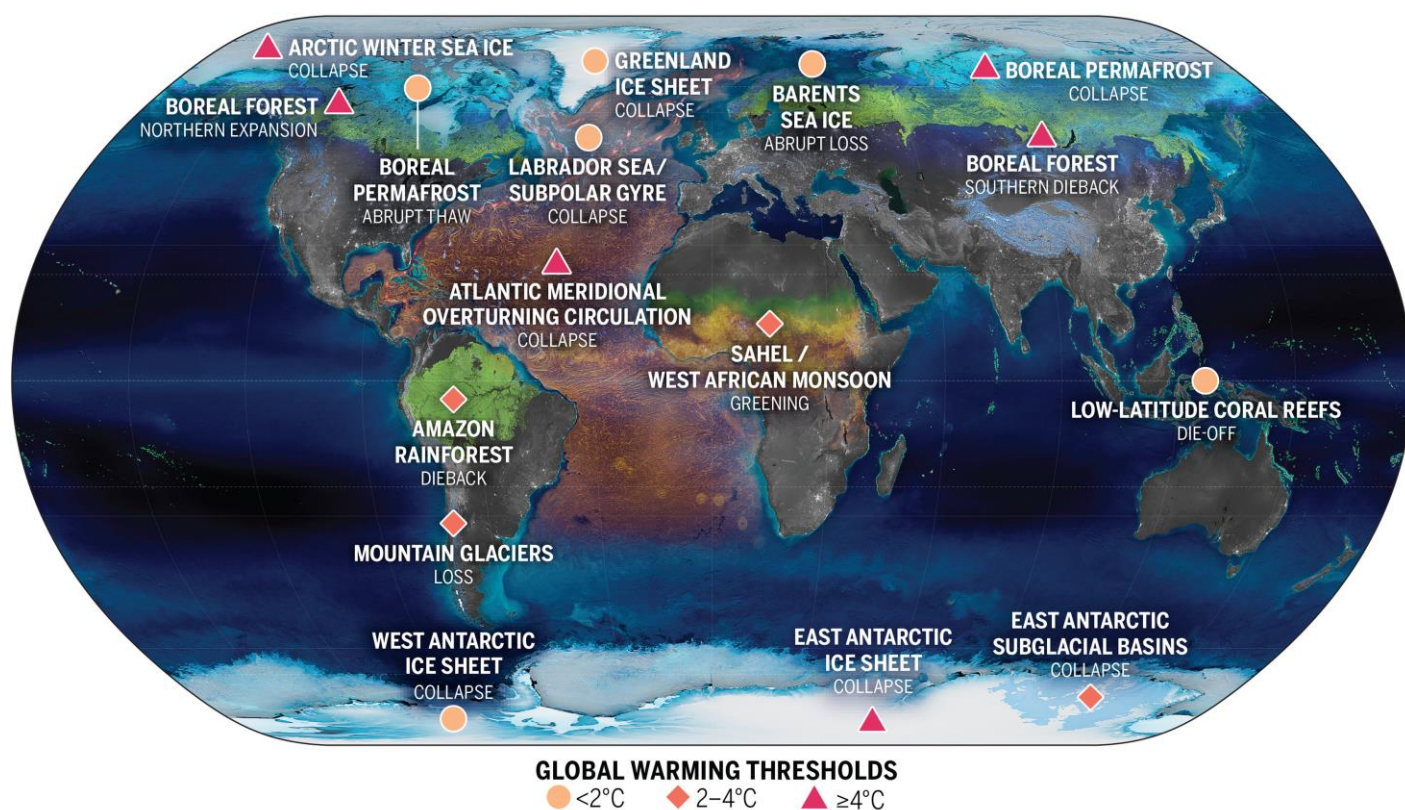 ARCTIC WINTER SEA ICE
COLLAPSE
BOREAL FOREST
NORTHERN EXPANSION
BOREAL
PERMAFROST
ABRUPT THAW
GREENLAND
ICE SHEET
COLLAPSE
LABRADOR SEA/
SUBPOLAR GYRE
COLLAPSE
BARENTS
SEA ICE
ABRUPT LOSS
BOREAL PERMAFROST
COLLAPSE
BOREAL FOREST
SOUTHERN DIEBACK
ATLANTIC MERIDIONAL
OVERTURNING CIRCULATION
COLLAPSE
SAHEL /
WEST AFRICAN MONSOON
GREENING
LOW-LATITUDE CORAL REEFS
DIE-OFF
AMAZON
RAINFOREST
DIEBACK
MOUNTAIN GLACIERS
LOSS
WEST ANTARCTIC
ICE SHEET
COLLAPSE
EAST ANTARCTIC
ICE SHEET
COLLAPSE
EAST ANTARCTIC
SUBGLACIAL BASINS
COLLAPSE
GLOBAL WARMING THRESHOLDS
<2°C 2–4°C ≥4°C